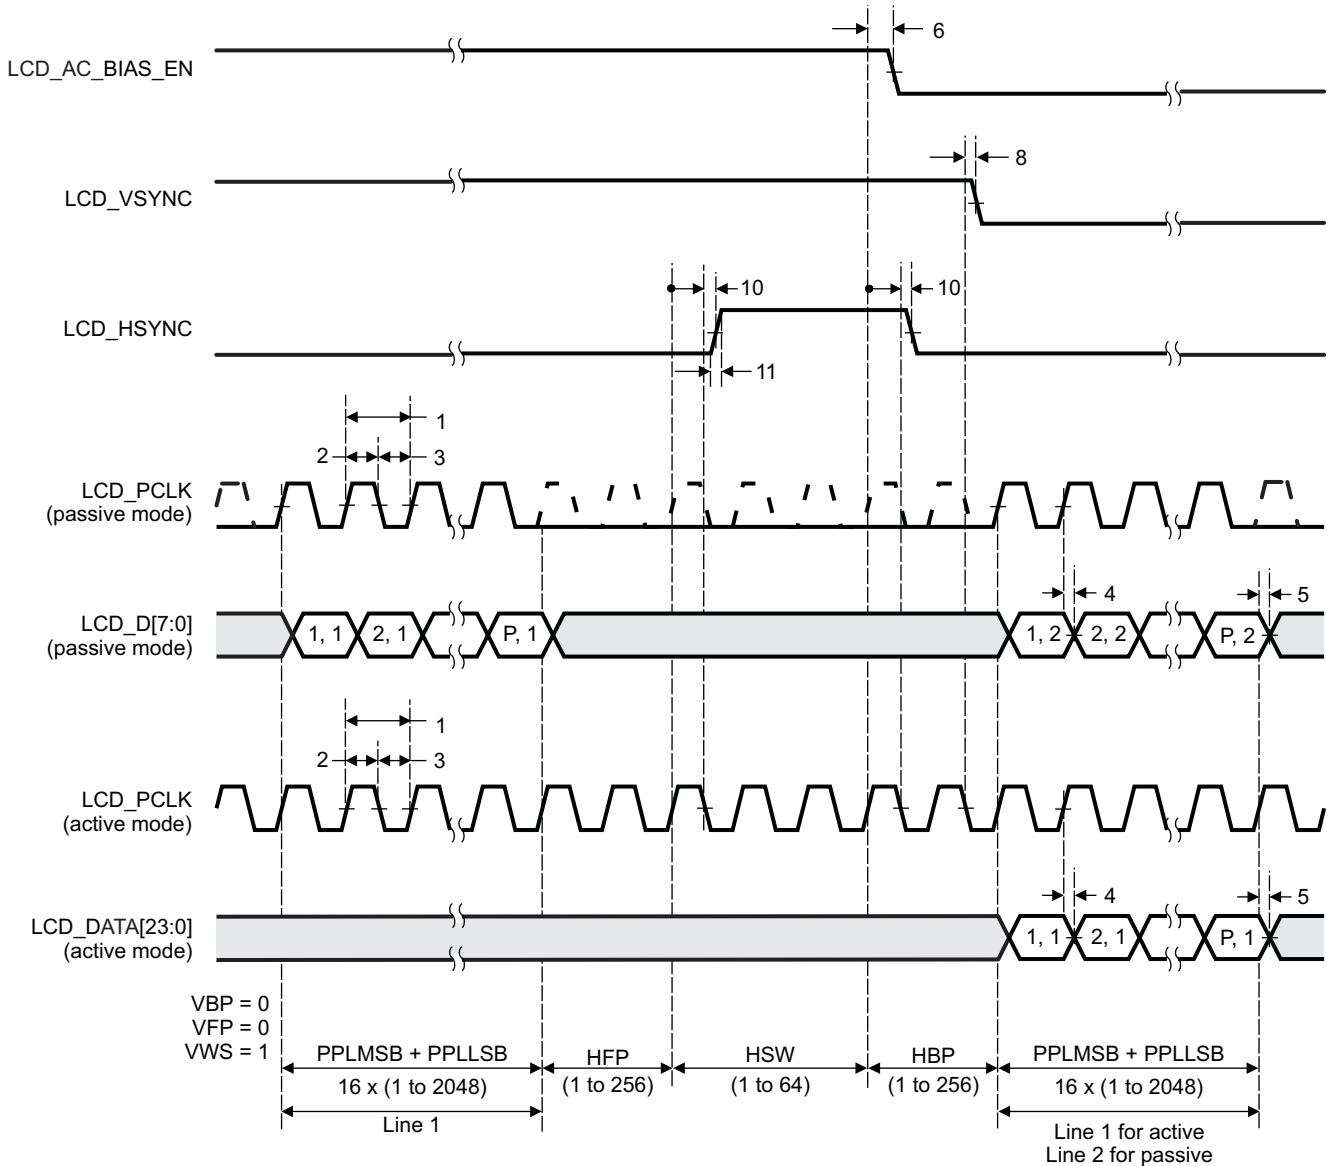 6
LCD_AC_BIAS_EN
8
LCD_VSYNC
10
10
LCD_HSYNC
11
1
2
3
LCD_PCLK
(passive mode)
4
5
LCD_D[7:0]
(passive mode)
1, 1
2, 1
P, 1
1, 2
2, 2
P, 2
1
2
3
LCD_PCLK
(active mode)
4
5
LCD_DATA[23:0]
(active mode)
1, 1
2, 1
P, 1
VBP = 0
VFP = 0
VWS = 1
PPLMSB + PPLLSB
16 x (1 to 2048)
Line 1
HFP
(1 to 256)
HSW
(1 to 64)
HBP
(1 to 256)
PPLMSB + PPLLSB
16 x (1 to 2048)
Line 1 for active
Line 2 for passive